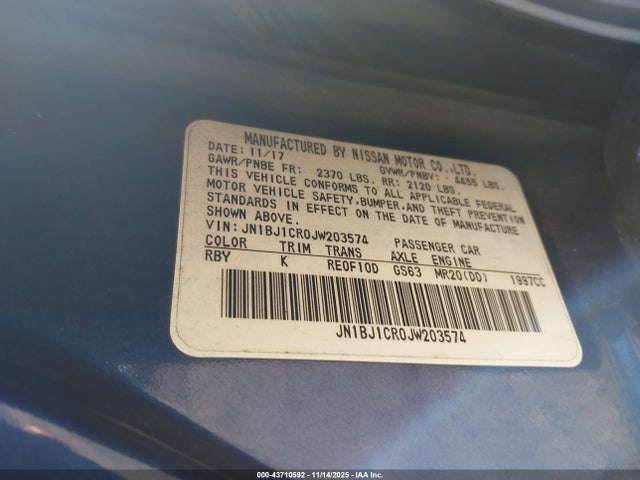 MANUFACTURED BY NISSAN MOTOR CO.,LTD.
DATE: 11/17 GVWR/PNBV: 4455 LBS.
GAWR/PNBE FR: 2370 LBS. RR: 2120 LBS.
THIS VEHICLE CONFORMS TO ALL APPLICABLE FEDERAL
MOTOR VEHICLE SAFETY,BUMPER,AND THEFT PREVENTION
STANDARDS IN EFFECT ON THE DATE OF MANUFACTURE
SHOWN ABOVE.
VIN: JN1BJ1CR0JW203574 PASSENGER CAR
COLOR TRIM TRANS AXLE ENGINE
RBY K RE0F10D GS63 MR20(DD) 1997CC
JN1BJ1CR0JW203574
000-43710592 - 11/14/2025 - IAA Inc.